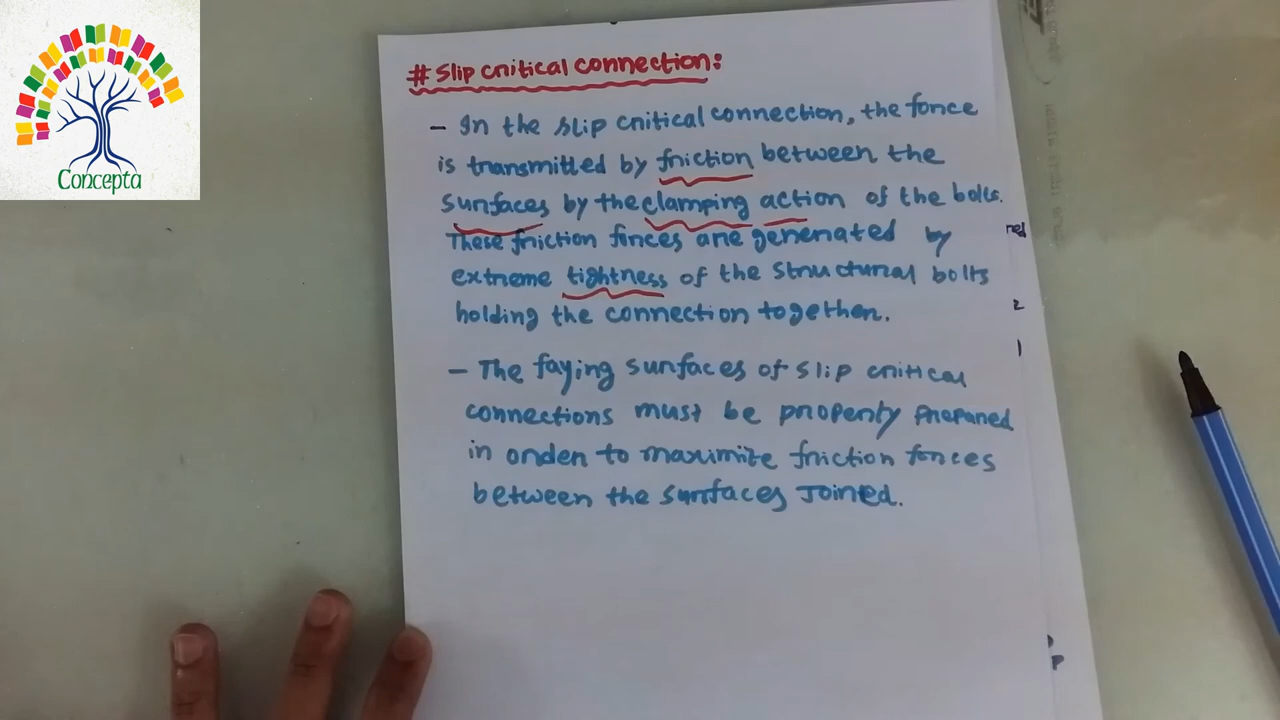 Concepta
# Slip critical connection:
- In the slip critical connection, the force
is transmitted by friction between the
surfaces by the clamping action of the bolts.
These friction forces are generated by
extreme tightness of the structural bolts
holding the connection together.
- The faying surfaces of slip critical
connections must be properly prepared
in order to maximize friction forces
between the surfaces Joined.
2
1